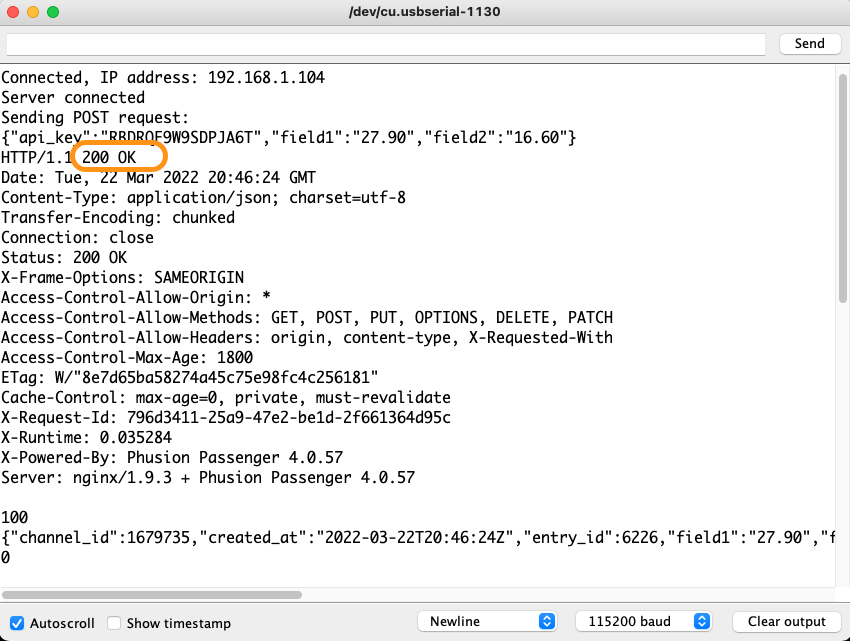 /dev/cu.usbserial-1130
Send
Connected, IP address: 192.168.1.104
Server connected
Sending POST request:
{"api_key":"RBDRQF9W9SDPJA6T","field1":"27.90","field2":"16.60"}
HTTP/1.1 200 OK
Date: Tue, 22 Mar 2022 20:46:24 GMT
Content-Type: application/json; charset=utf-8
Transfer-Encoding: chunked
Connection: close
Status: 200 OK
X-Frame-Options: SAMEORIGIN
Access-Control-Allow-Origin: *
Access-Control-Allow-Methods: GET, POST, PUT, OPTIONS, DELETE, PATCH
Access-Control-Allow-Headers: origin, content-type, X-Requested-With
Access-Control-Max-Age: 1800
ETag: W/"8e7d65ba58274a45c75e98fc4c256181"
Cache-Control: max-age=0, private, must-revalidate
X-Request-Id: 796d3411-25a9-47e2-be1d-2f661364d95c
X-Runtime: 0.035284
X-Powered-By: Phusion Passenger 4.0.57
Server: nginx/1.9.3 + Phusion Passenger 4.0.57
100
{"channel_id":1679735,"created_at":"2022-03-22T20:46:24Z","entry_id":6226,"field1":"27.90","f
0
Autoscroll Show timestamp Newline 115200 baud Clear output